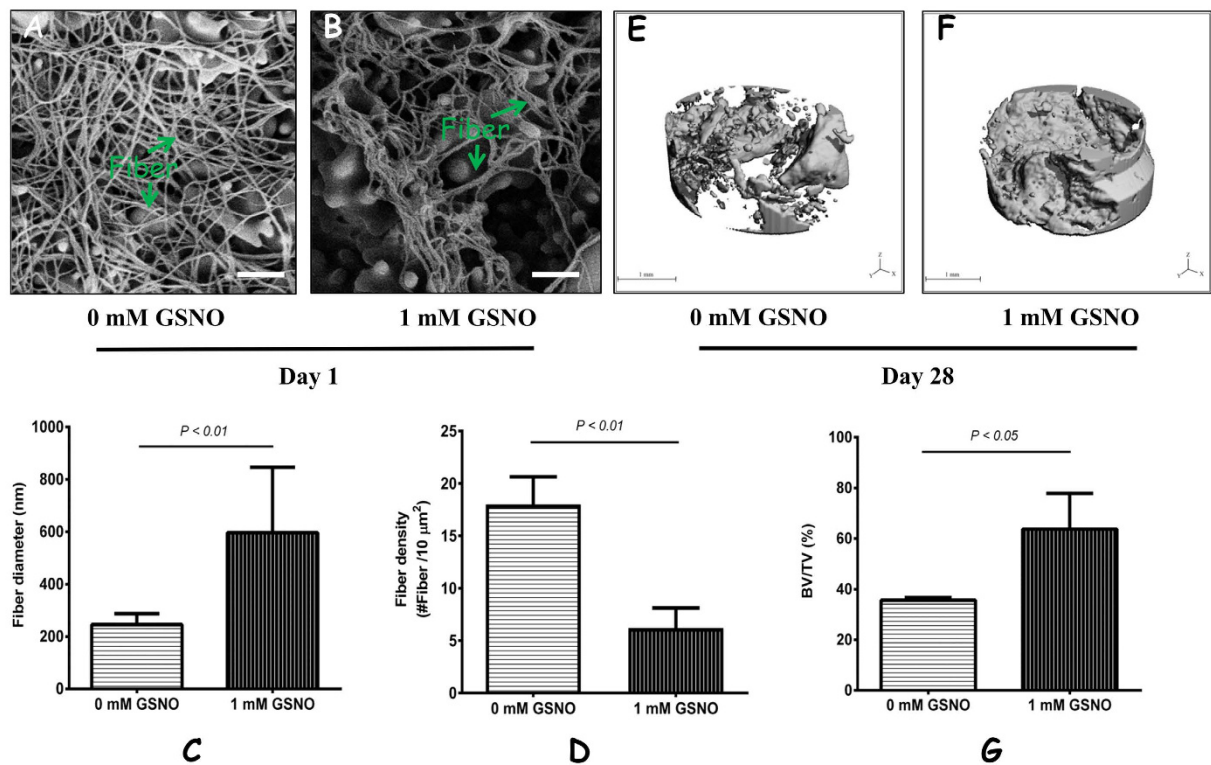 A
B
E
F
Fiber
Fiber
1 mm
Z
Y
X
1 mm
Z
Y
X
0 mM GSNO
1 mM GSNO
0 mM GSNO
1 mM GSNO
Day 1
Day 28
Fiber diameter (nm)
1000
800
600
400
200
0
P < 0.01
0 mM GSNO
1 mM GSNO
C
Fiber density
(#Fiber /10 µm²)
25
20
15
10
5
0
P < 0.01
0 mM GSNO
1 mM GSNO
D
BV/TV (%)
100
80
60
40
20
0
P < 0.05
0 mM GSNO
1 mM GSNO
G